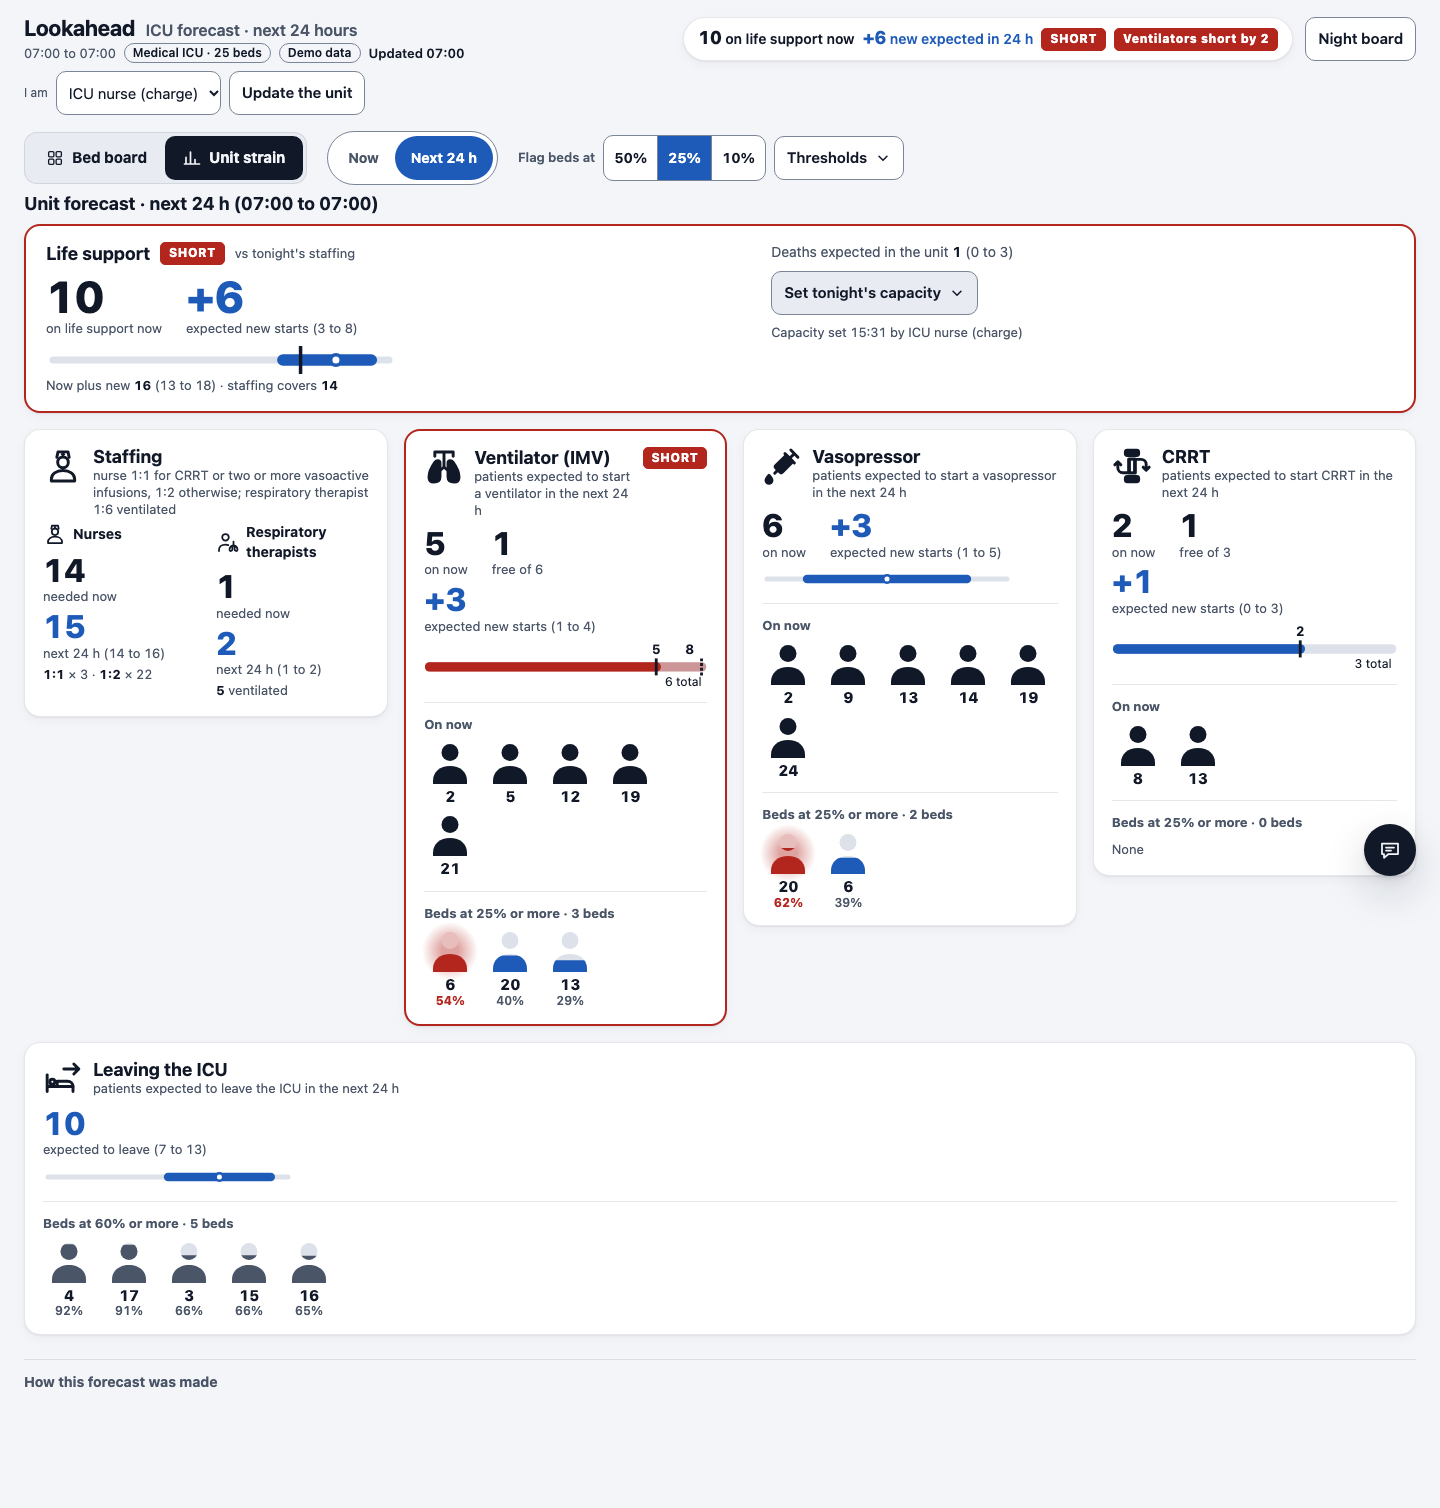 Lookahead ICU forecast · next 24 hours
07:00 to 07:00 Medical ICU · 25 beds Demo data Updated 07:00
10 on life support now +6 new expected in 24 h SHORT Ventilators short by 2
Night board
I am ICU nurse (charge) Update the unit
Bed board Unit strain Now Next 24 h Flag beds at 50% 25% 10% Thresholds
Unit forecast · next 24 h (07:00 to 07:00)
Life support SHORT vs tonight's staffing
10 +6
on life support now expected new starts (3 to 8)
Now plus new 16 (13 to 18) · staffing covers 14
Deaths expected in the unit 1 (0 to 3)
Set tonight's capacity
Capacity set 15:31 by ICU nurse (charge)
Staffing
nurse 1:1 for CRRT or two or more vasoactive
infusions, 1:2 otherwise; respiratory therapist
1:6 ventilated
Nurses
14
needed now
15
next 24 h (14 to 16)
1:1 × 3 · 1:2 × 22
Respiratory
therapists
1
needed now
2
next 24 h (1 to 2)
5 ventilated
Ventilator (IMV) SHORT
patients expected to start
a ventilator in the next 24
h
5 1
on now free of 6
+3
expected new starts (1 to 4)
5 8
6 total
On now
2 5 12 19
21
Beds at 25% or more · 3 beds
6 20 13
54% 40% 29%
Vasopressor
patients expected to start a vasopressor
in the next 24 h
6 +3
on now expected new starts (1 to 5)
On now
2 9 13 14 19
24
Beds at 25% or more · 2 beds
20 6
62% 39%
CRRT
patients expected to start CRRT in the
next 24 h
2 1
on now free of 3
+1
expected new starts (0 to 3)
2
3 total
On now
8 13
Beds at 25% or more · 0 beds
None
Leaving the ICU
patients expected to leave the ICU in the next 24 h
10
expected to leave (7 to 13)
Beds at 60% or more · 5 beds
4 17 3 15 16
92% 91% 66% 66% 65%
How this forecast was made